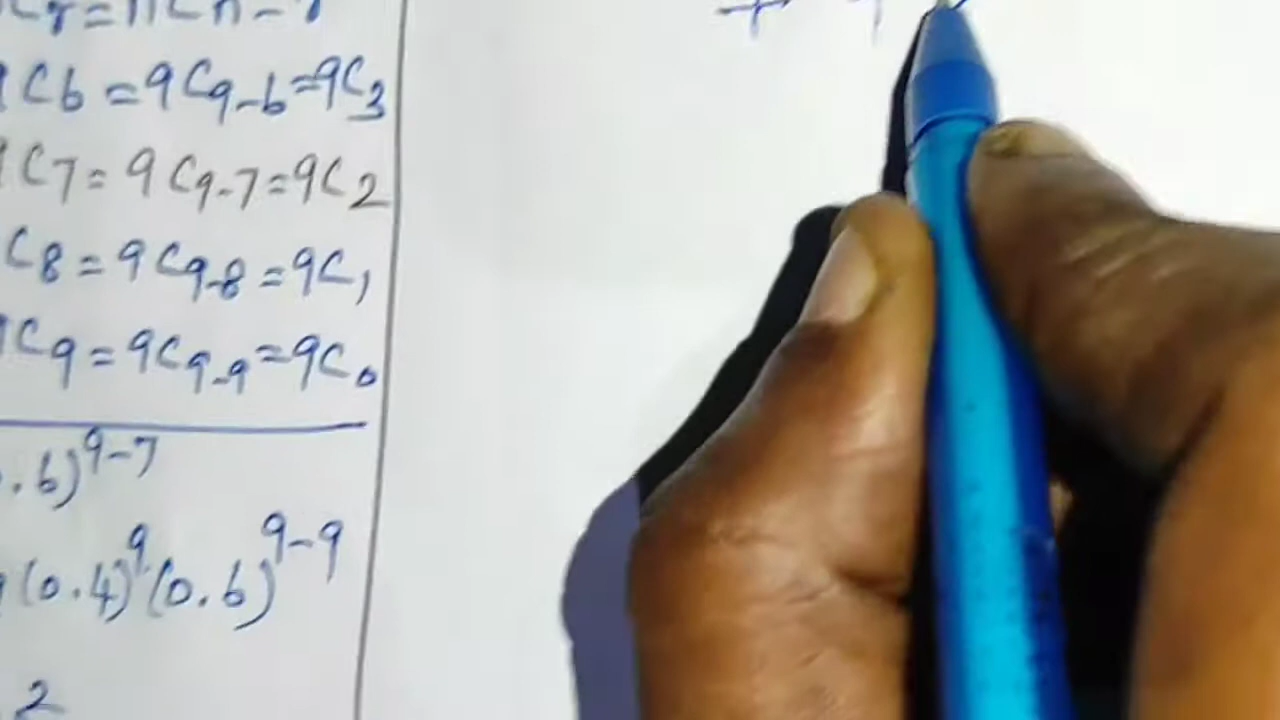 C6 = 9C9-6 = 9C3
C7 = 9C9-7 = 9C2
C8 = 9C9-8 = 9C1
C9 = 9C9-9 = 9C0
.6)^9-7
(0.4)^9 (0.6)^9-9
2